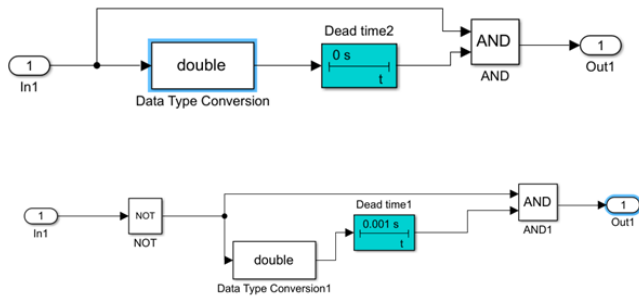 Dead time2
1
In1
double
Data Type Conversion
0 s
t
AND
AND
1
Out1
1
In1
NOT
NOT
double
Data Type Conversion1
Dead time1
0.001 s
t
AND
AND1
1
Out1